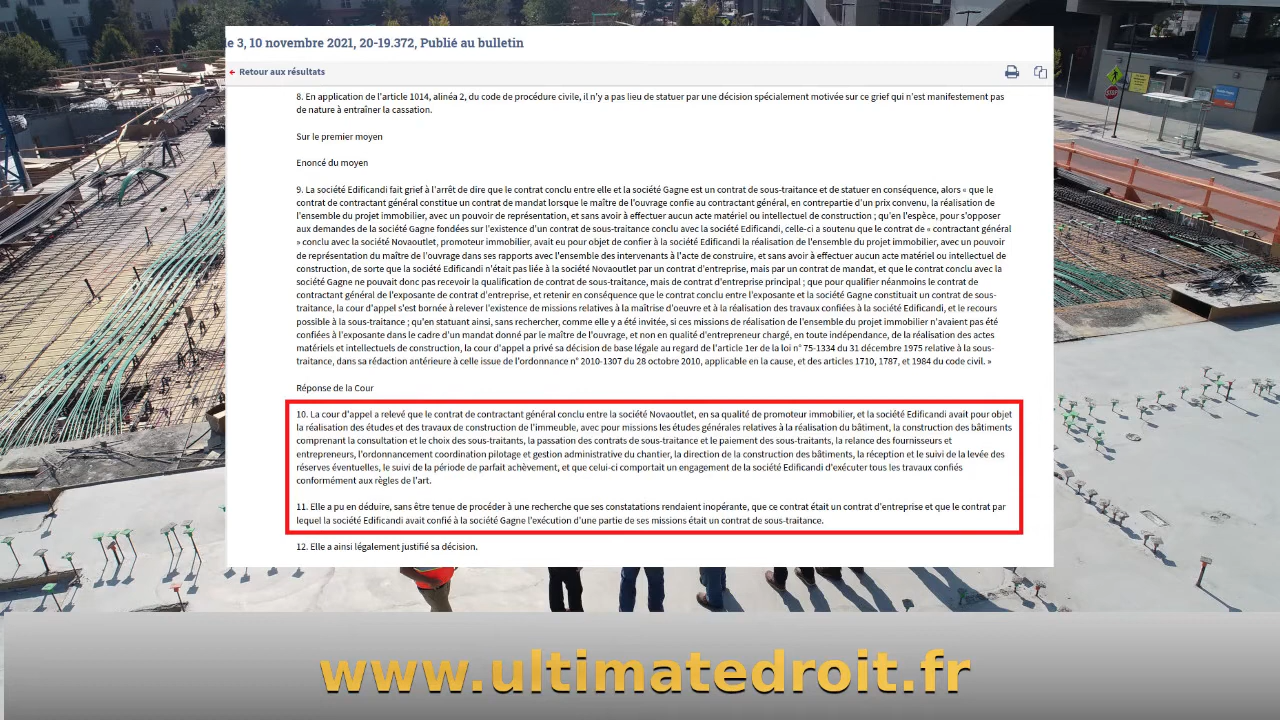 le 3, 10 novembre 2021, 20-19.372, Publié au bulletin
Retour aux résultats
8. En application de l'article 1014, alinéa 2, du code de procédure civile, il n'y a pas lieu de statuer par une décision spécialement motivée sur ce grief qui n'est manifestement pas
de nature à entraîner la cassation.
Sur le premier moyen
Enoncé du moyen
9. La société Edificandi fait grief à l'arrêt de dire que le contrat conclu entre elle et la société Gagne est un contrat de sous-traitance et de statuer en conséquence, alors « que le
contrat de contractant général constitue un contrat de mandat lorsque le maître de l'ouvrage confie au contractant général, en contrepartie d'un prix convenu, la réalisation de
l'ensemble du projet immobilier, avec un pouvoir de représentation, et sans avoir à effectuer aucun acte matériel ou intellectuel de construction ; qu'en l'espèce, pour s'opposer
aux demandes de la société Gagne fondées sur l'existence d'un contrat de sous-traitance conclu avec la société Edificandi, celle-ci a soutenu que le contrat de « contractant général
» conclu avec la société Novaoutlet, promoteur immobilier, avait eu pour objet de confier à la société Edificandi la réalisation de l'ensemble du projet immobilier, avec un pouvoir
de représentation du maître de l'ouvrage dans ses rapports avec l'ensemble des intervenants à l'acte de construire, et sans avoir à effectuer aucun acte matériel ou intellectuel de
construction, de sorte que la société Edificandi n'était pas liée à la société Novaoutlet par un contrat d'entreprise, mais par un contrat de mandat, et que le contrat conclu avec la
société Gagne ne pouvait donc pas recevoir la qualification de contrat de sous-traitance, mais de contrat d'entreprise principal ; que pour qualifier néanmoins le contrat de
contractant général de l'exposante de contrat d'entreprise, et retenir en conséquence que le contrat conclu entre l'exposante et la société Gagne constituait un contrat de sous-
traitance, la cour d'appel s'est bornée à relever l'existence de missions relatives à la maîtrise d'oeuvre et à la réalisation des travaux confiées à la société Edificandi, et le recours
possible à la sous-traitance ; qu'en statuant ainsi, sans rechercher, comme elle y a été invitée, si ces missions de réalisation de l'ensemble du projet immobilier n'avaient pas été
confiées à l'exposante dans le cadre d'un mandat donné par le maître de l'ouvrage, et non en qualité d'entrepreneur chargé, en toute indépendance, de la réalisation des actes
matériels et intellectuels de construction, la cour d'appel a privé sa décision de base légale au regard de l'article 1er de la loi n° 75-1334 du 31 décembre 1975 relative à la sous-
traitance, dans sa rédaction antérieure à celle issue de l'ordonnance n° 2010-1307 du 28 octobre 2010, applicable en la cause, et des articles 1710, 1787, et 1984 du code civil. »
Réponse de la Cour
10. La cour d'appel a relevé que le contrat de contractant général conclu entre la société Novaoutlet, en sa qualité de promoteur immobilier, et la société Edificandi avait pour objet
la réalisation des études et des travaux de construction de l'immeuble, avec pour missions les études générales relatives à la réalisation du bâtiment, la construction des bâtiments
comprenant la consultation et le choix des sous-traitants, la passation des contrats de sous-traitance et le paiement des sous-traitants, la relance des fournisseurs et
entrepreneurs, l'ordonnancement coordination pilotage et gestion administrative du chantier, la direction de la construction des bâtiments, la réception et le suivi de la levée des
réserves éventuelles, le suivi de la période de parfait achèvement, et que celui-ci comportait un engagement de la société Edificandi d'exécuter tous les travaux confiés
conformément aux règles de l'art.
11. Elle a pu en déduire, sans être tenue de procéder à une recherche que ses constatations rendaient inopérante, que ce contrat était un contrat d'entreprise et que le contrat par
lequel la société Edificandi avait confié à la société Gagne l'exécution d'une partie de ses missions était un contrat de sous-traitance.
12. Elle a ainsi légalement justifié sa décision.
www.ultimatedroit.fr